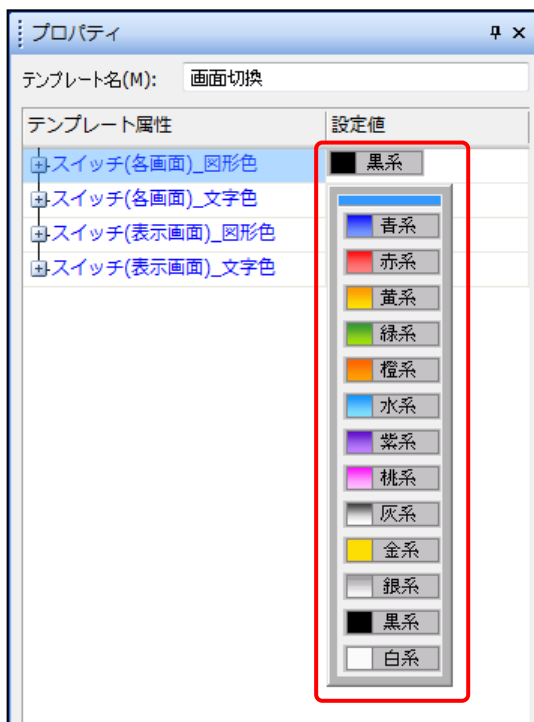 プロパティ
テンプレート名(M): 画面切換
テンプレート属性 設定値
スイッチ(各画面)_図形色 黒系
スイッチ(各画面)_文字色
スイッチ(表示画面)_図形色
スイッチ(表示画面)_文字色
青系
赤系
黄系
緑系
橙系
水系
紫系
桃系
灰系
金系
銀系
黒系
白系